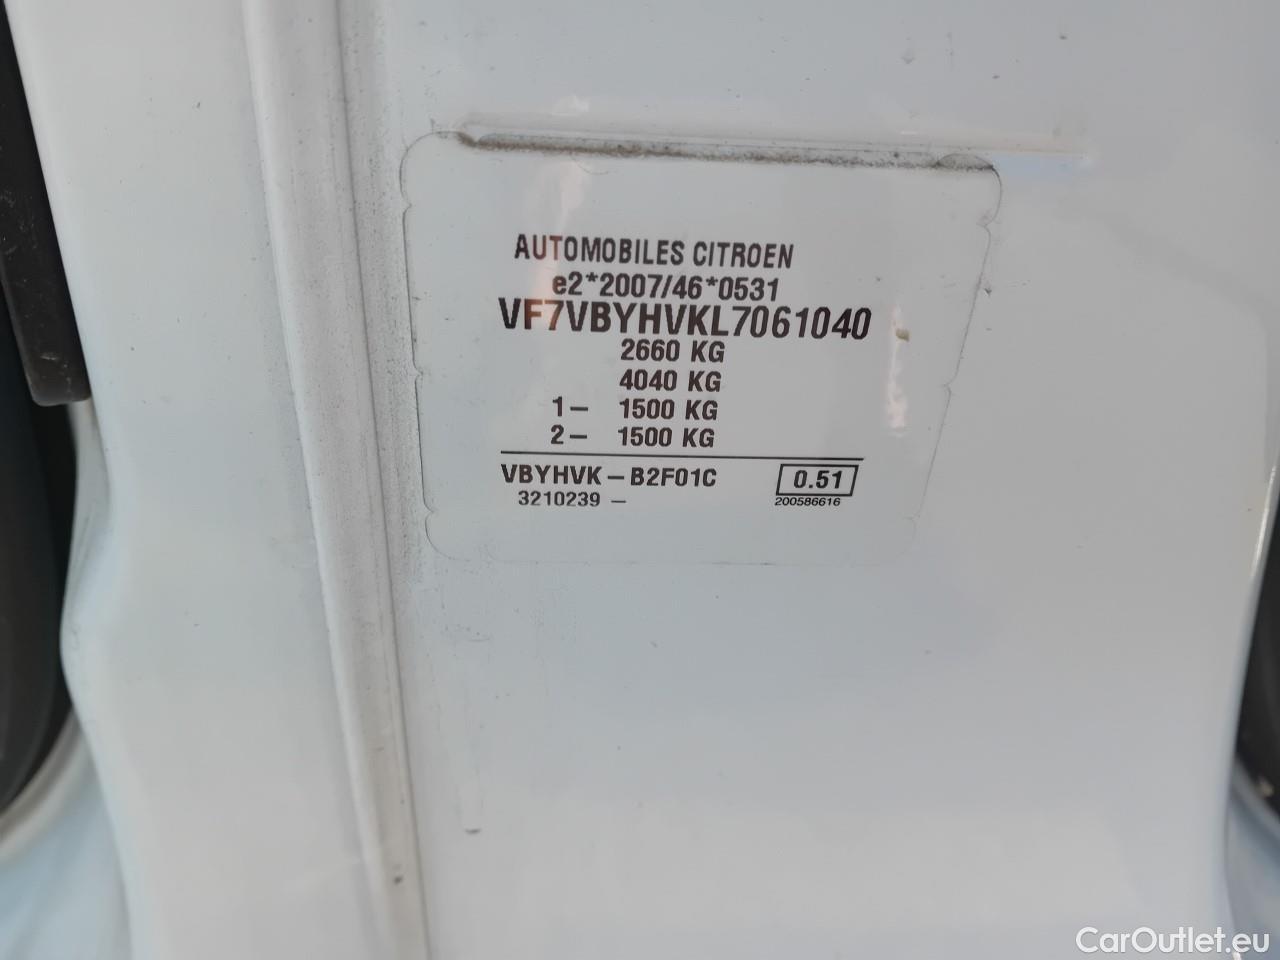 AUTOMOBILES CITROEN
e2*2007/46*0531
VF7VBYHVKL7061040
2660 KG
4040 KG
1– 1500 KG
2– 1500 KG
VBYHVK – B2F01C 0.51
3210239 – 200586616
CarOutlet.eu